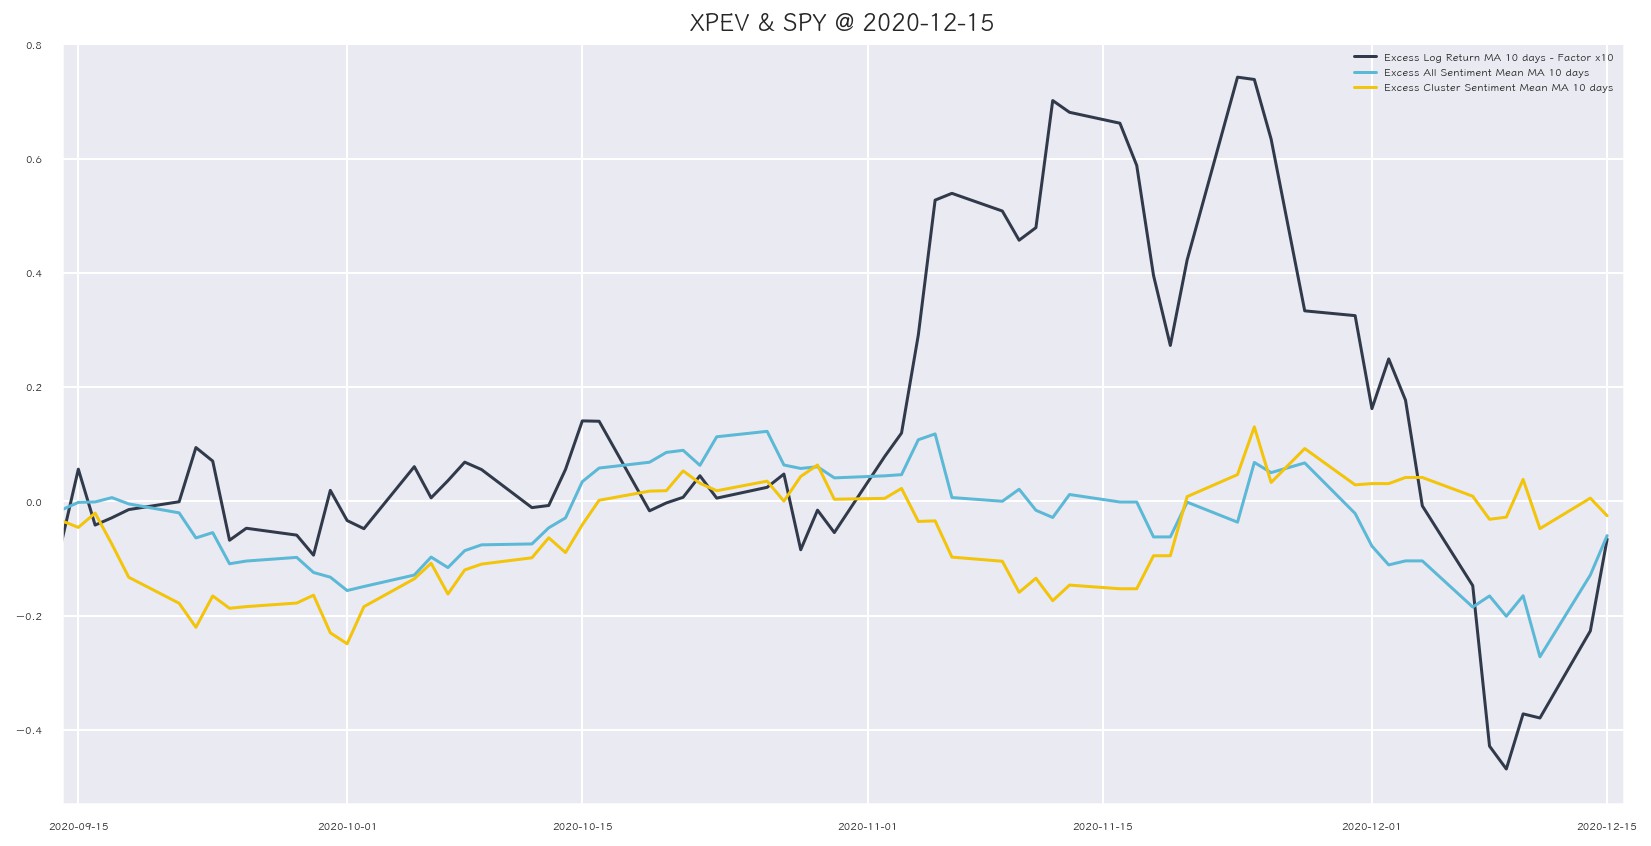 XPEV & SPY @ 2020-12-15
Excess Log Return MA 10 days - Factor x10
Excess All Sentiment Mean MA 10 days
Excess Cluster Sentiment Mean MA 10 days
0.8
0.6
0.4
0.2
0.0
−0.2
−0.4
2020-09-15 2020-10-01 2020-10-15 2020-11-01 2020-11-15 2020-12-01 2020-12-15